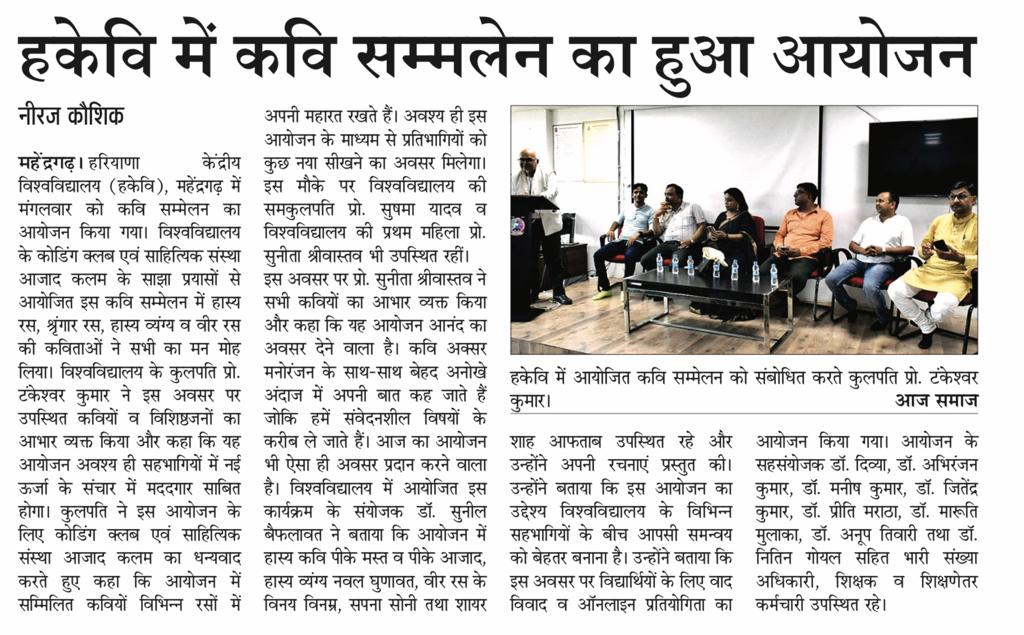 हकेवि में कवि सम्मलेन का हुआ आयोजन
नीरज कौशिक
महेंद्रगढ़। हरियाणा केंद्रीय
विश्वविद्यालय (हकेवि), महेंद्रगढ़ में
मंगलवार को कवि सम्मेलन का
आयोजन किया गया। विश्वविद्यालय
के कोडिंग क्लब एवं साहित्यिक संस्था
आजाद कलम के साझा प्रयासों से
आयोजित इस कवि सम्मेलन में हास्य
रस, श्रृंगार रस, हास्य व्यंग्य व वीर रस
की कविताओं ने सभी का मन मोह
लिया। विश्वविद्यालय के कुलपति प्रो.
टंकेश्वर कुमार ने इस अवसर पर
उपस्थित कवियों व विशिष्ठजनों का
आभार व्यक्त किया और कहा कि यह
आयोजन अवश्य ही सहभागियों में नई
ऊर्जा के संचार में मददगार साबित
होगा। कुलपति ने इस आयोजन के
लिए कोडिंग क्लब एवं साहित्यिक
संस्था आजाद कलम का धन्यवाद
करते हुए कहा कि आयोजन में
सम्मिलित कवियों विभिन्न रसों में
अपनी महारत रखते हैं। अवश्य ही इस
आयोजन के माध्यम से प्रतिभागियों को
कुछ नया सीखने का अवसर मिलेगा।
इस मौके पर विश्वविद्यालय की
समकुलपति प्रो. सुषमा यादव व
विश्वविद्यालय की प्रथम महिला प्रो.
सुनीता श्रीवास्तव भी उपस्थित रहीं।
इस अवसर पर प्रो. सुनीता श्रीवास्तव ने
सभी कवियों का आभार व्यक्त किया
और कहा कि यह आयोजन आनंद का
अवसर देने वाला है। कवि अक्सर
मनोरंजन के साथ-साथ बेहद अनोखे
अंदाज में अपनी बात कह जाते हैं
जोकि हमें संवेदनशील विषयों के
करीब ले जाते हैं। आज का आयोजन
भी ऐसा ही अवसर प्रदान करने वाला
है। विश्वविद्यालय में आयोजित इस
कार्यक्रम के संयोजक डॉ. सुनील
बैफलावत ने बताया कि आयोजन में
हास्य कवि पीके मस्त व पीके आजाद,
हास्य व्यंग्य नवल घुणावत, वीर रस के
विनय विनम्र, सपना सोनी तथा शायर
हकेवि में आयोजित कवि सम्मेलन को संबोधित करते कुलपति प्रो. टंकेश्वर
कुमार। आज समाज
शाह आफताब उपस्थित रहे और
उन्होंने अपनी रचनाएं प्रस्तुत की।
उन्होंने बताया कि इस आयोजन का
उद्देश्य विश्वविद्यालय के विभिन्न
सहभागियों के बीच आपसी समन्वय
को बेहतर बनाना है। उन्होंने बताया कि
इस अवसर पर विद्यार्थियों के लिए वाद
विवाद व ऑनलाइन प्रतियोगिता का
आयोजन किया गया। आयोजन के
सहसंयोजक डॉ. दिव्या, डॉ. अभिरंजन
कुमार, डॉ. मनीष कुमार, डॉ. जितेंद्र
कुमार, डॉ. प्रीति मराठा, डॉ. मारूति
मुलाका, डॉ. अनूप तिवारी तथा डॉ.
नितिन गोयल सहित भारी संख्या
अधिकारी, शिक्षक व शिक्षणेतर
कर्मचारी उपस्थित रहे।